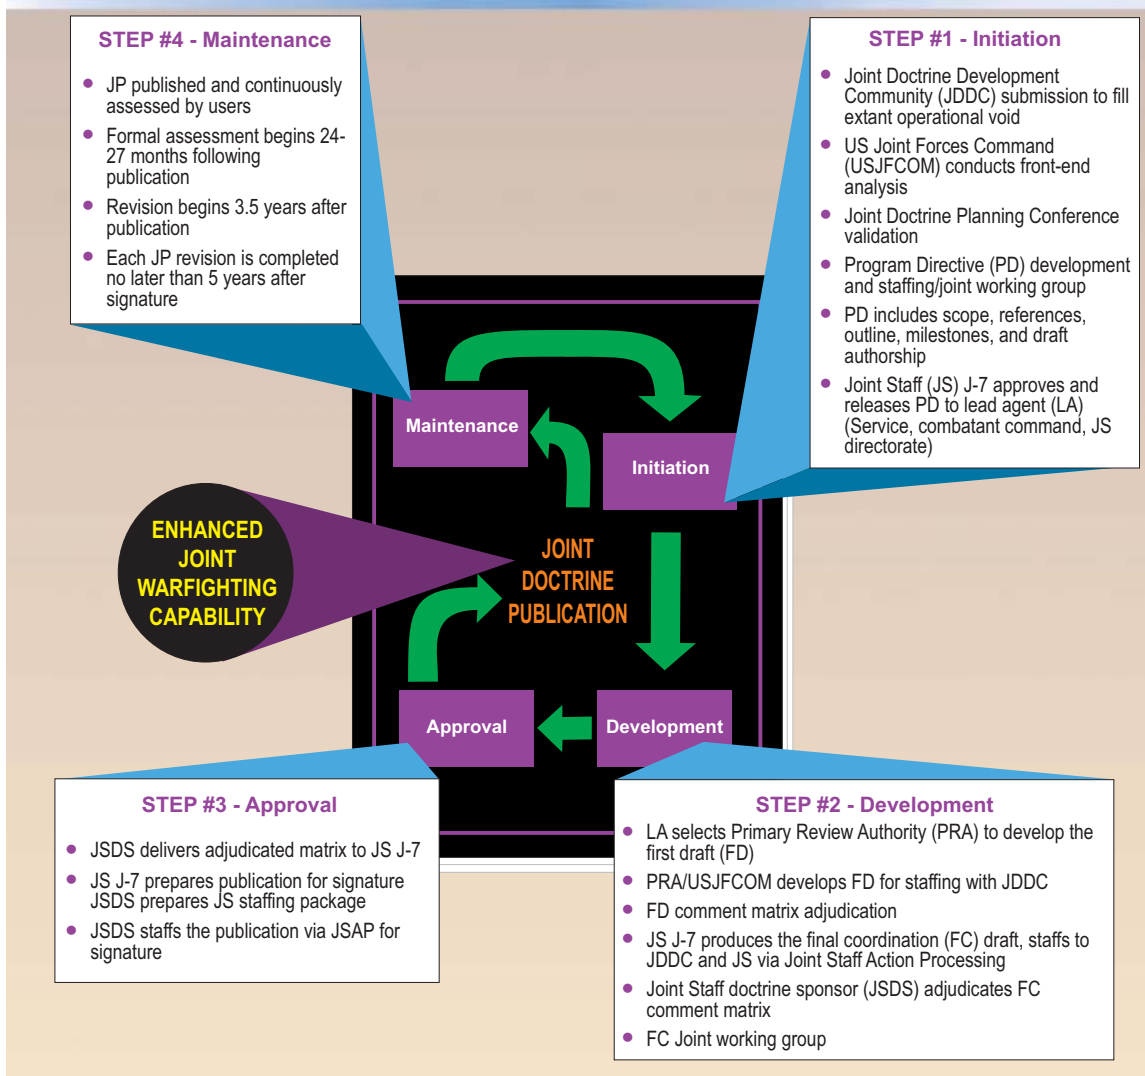 STEP #4 - Maintenance
• JP published and continuously
assessed by users
• Formal assessment begins 24-
27 months following
publication
• Revision begins 3.5 years after
publication
• Each JP revision is completed
no later than 5 years after
signature
STEP #1 - Initiation
• Joint Doctrine Development
Community (JDDC) submission to fill
extant operational void
• US Joint Forces Command
(USJFCOM) conducts front-end
analysis
• Joint Doctrine Planning Conference
validation
• Program Directive (PD) development
and staffing/joint working group
• PD includes scope, references,
outline, milestones, and draft
authorship
• Joint Staff (JS) J-7 approves and
releases PD to lead agent (LA)
(Service, combatant command, JS
directorate)
Maintenance
Initiation
ENHANCED
JOINT
WARFIGHTING
CAPABILITY
JOINT
DOCTRINE
PUBLICATION
Approval
Development
STEP #3 - Approval
• JSDS delivers adjudicated matrix to JS J-7
• JS J-7 prepares publication for signature
JSDS prepares JS staffing package
• JSDS staffs the publication via JSAP for
signature
STEP #2 - Development
• LA selects Primary Review Authority (PRA) to develop the
first draft (FD)
• PRA/USJFCOM develops FD for staffing with JDDC
• FD comment matrix adjudication
• JS J-7 produces the final coordination (FC) draft, staffs to
JDDC and JS via Joint Staff Action Processing
• Joint Staff doctrine sponsor (JSDS) adjudicates FC
comment matrix
• FC Joint working group